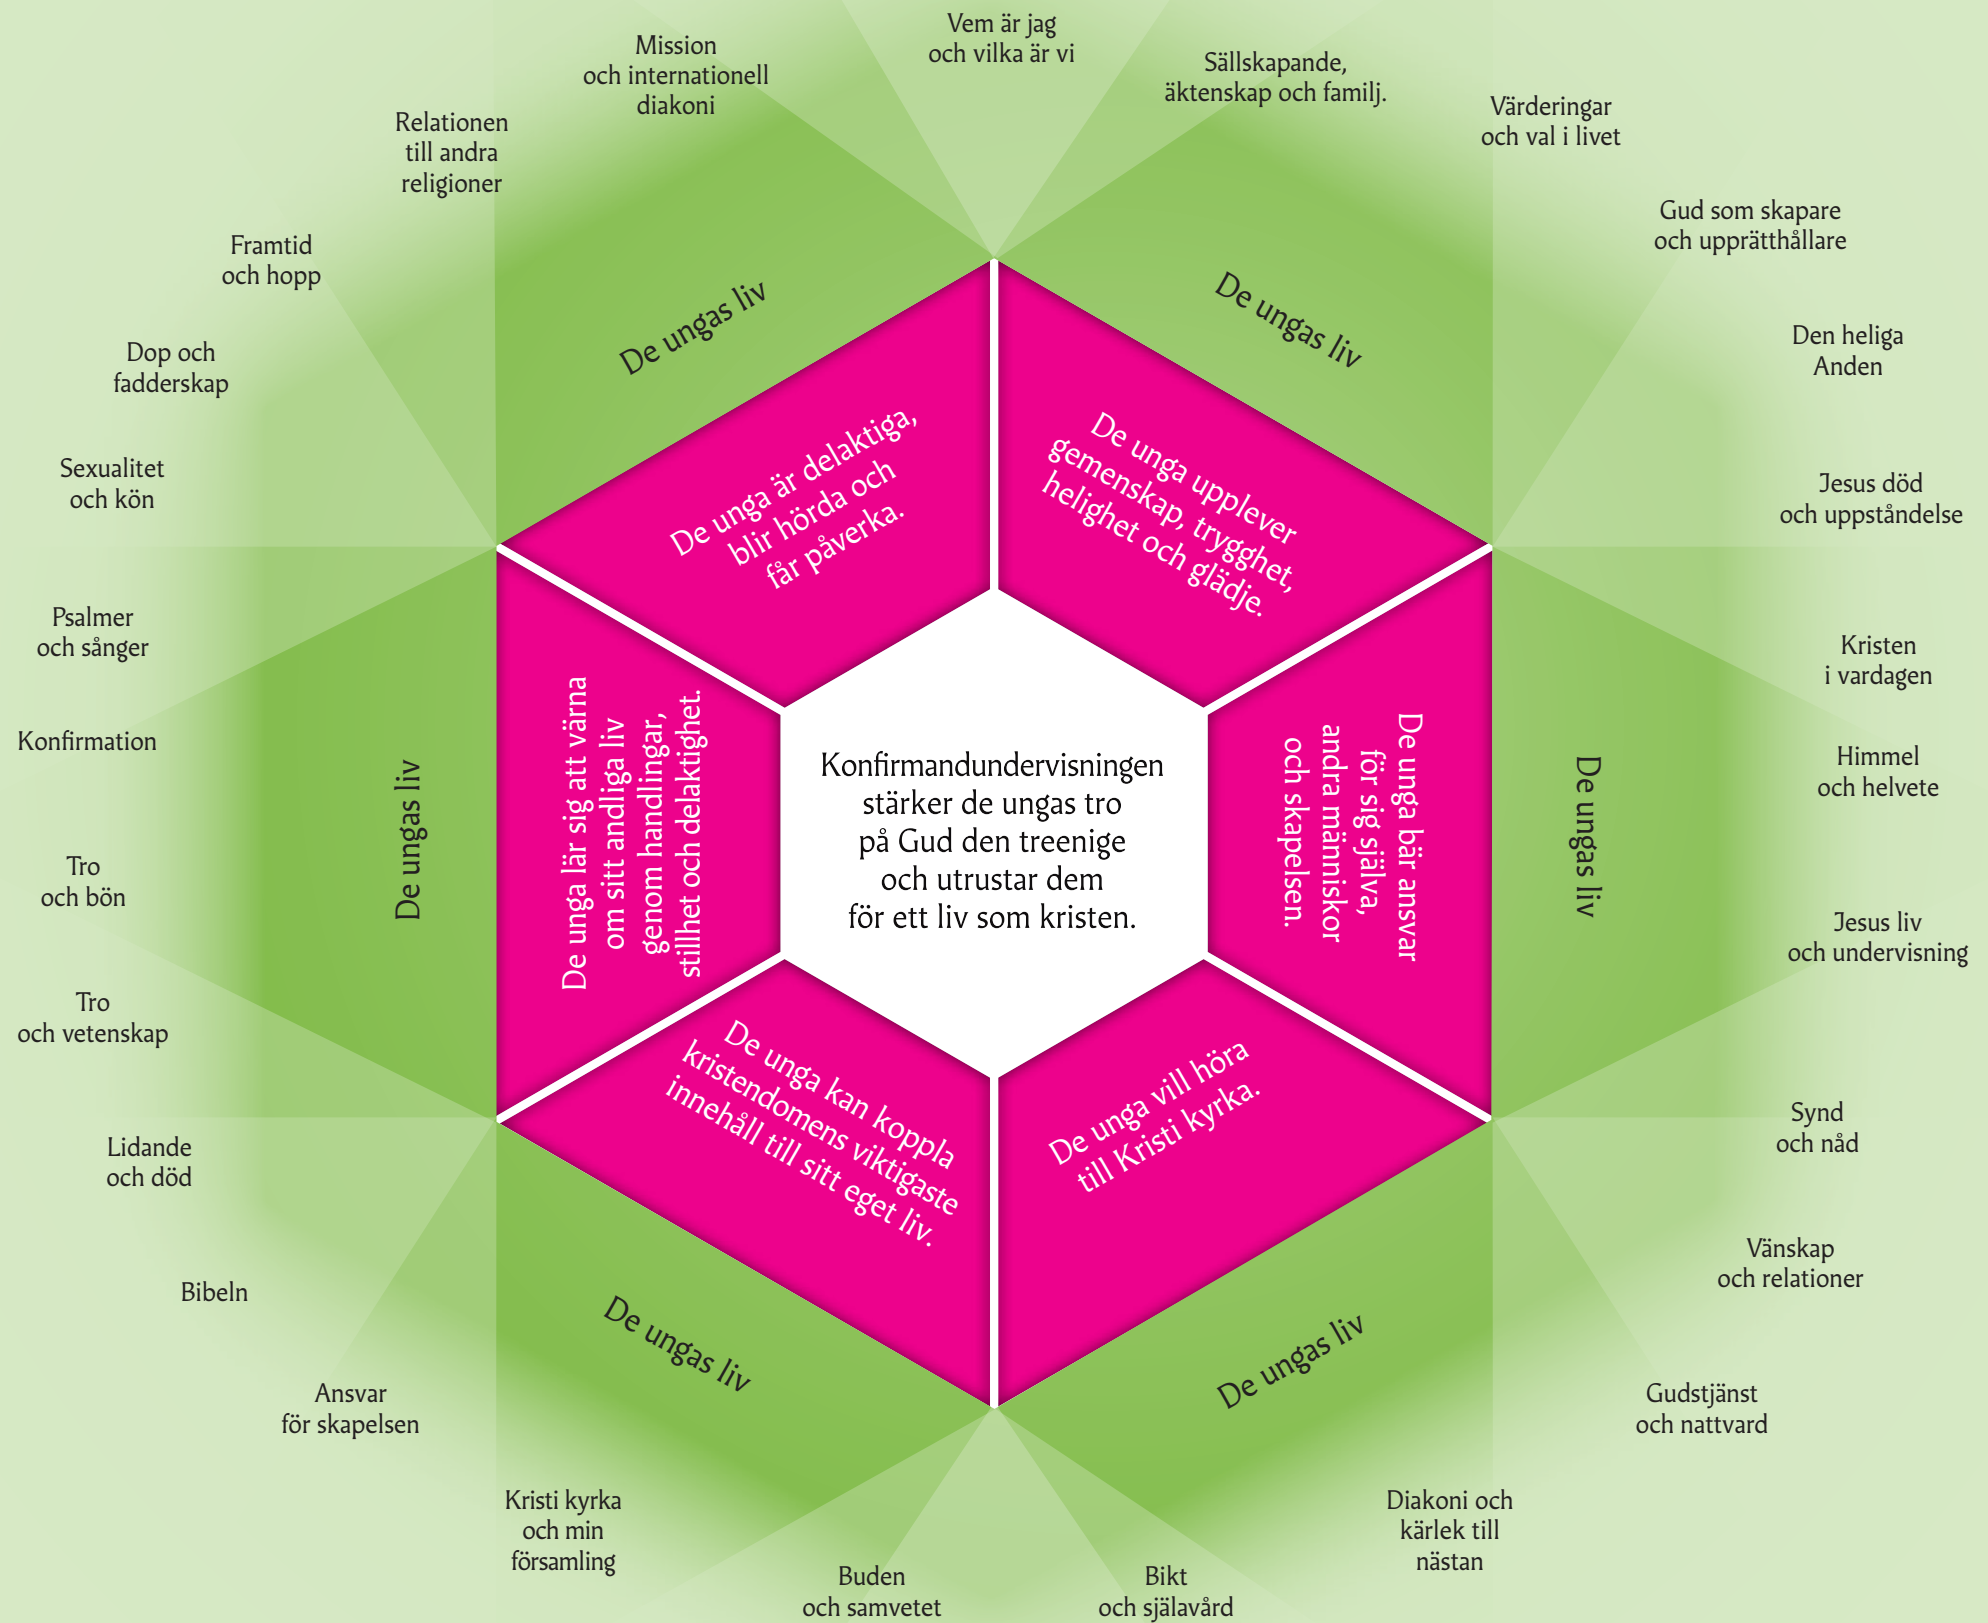 Vem är jag
och vilka är vi
Sällskapande,
äktenskap och familj.
Värderingar
och val i livet
Gud som skapare
och upprätthållare
Den heliga
Anden
Jesus död
och uppståndelse
Kristen
i vardagen
Himmel
och helvete
Jesus liv
och undervisning
Synd
och nåd
Vänskap
och relationer
Gudstjänst
och nattvard
Diakoni och
kärlek till
nästan
Bikt
och själavård
Buden
och samvetet
Kristi kyrka
och min
församling
Ansvar
för skapelsen
Bibeln
Lidande
och död
Tro
och vetenskap
Tro
och bön
Konfirmation
Psalmer
och sånger
Sexualitet
och kön
Dop och
fadderskap
Framtid
och hopp
Relationen
till andra
religioner
Mission
och internationell
diakoni
De ungas liv
De ungas liv
De ungas liv
De ungas liv
De ungas liv
De ungas liv
De unga är delaktiga,
blir hörda och
får påverka.
De unga upplever
gemenskap, trygghet,
helighet och glädje.
De unga bär ansvar
för sig själva,
andra människor
och skapelsen.
De unga vill höra
till Kristi kyrka.
De unga kan koppla
kristendomens viktigaste
innehåll till sitt eget liv.
De unga lär sig att värna
om sitt andliga liv
genom handlingar,
stillhet och delaktighet.
Konfirmandundervisningen
stärker de ungas tro
på Gud den treenige
och utrustar dem
för ett liv som kristen.